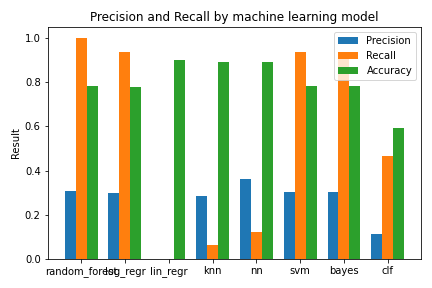 Precision and Recall by machine learning model
Precision
Recall
Accuracy
Result
1.0
0.8
0.6
0.4
0.2
0.0
random_forest log_regr lin_regr knn nn svm bayes clf